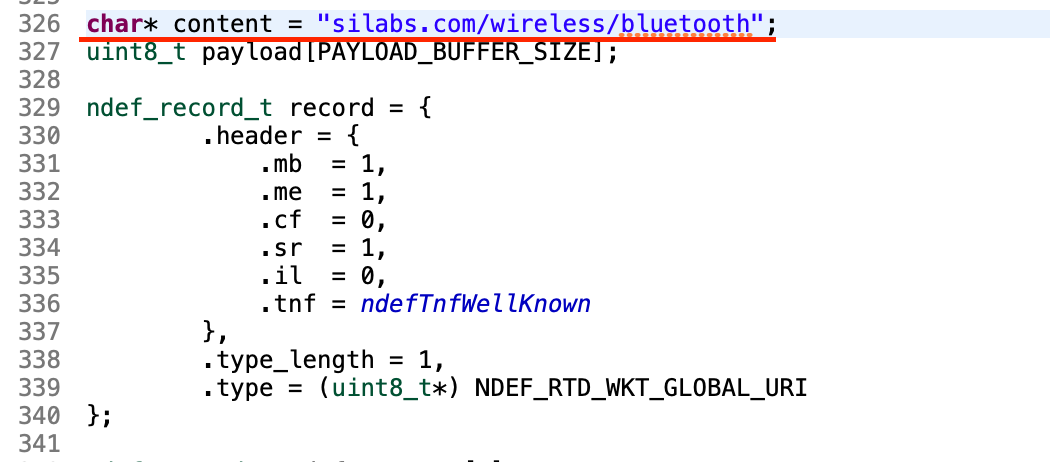 326 char* content = "silabs.com/wireless/bluetooth";
327 uint8_t payload[PAYLOAD_BUFFER_SIZE];
328
329 ndef_record_t record = {
330         .header = {
331             .mb  = 1,
332             .me  = 1,
333             .cf  = 0,
334             .sr  = 1,
335             .il  = 0,
336             .tnf = ndefTnfWellKnown
337         },
338         .type_length = 1,
339         .type = (uint8_t*) NDEF_RTD_WKT_GLOBAL_URI
340 };
341